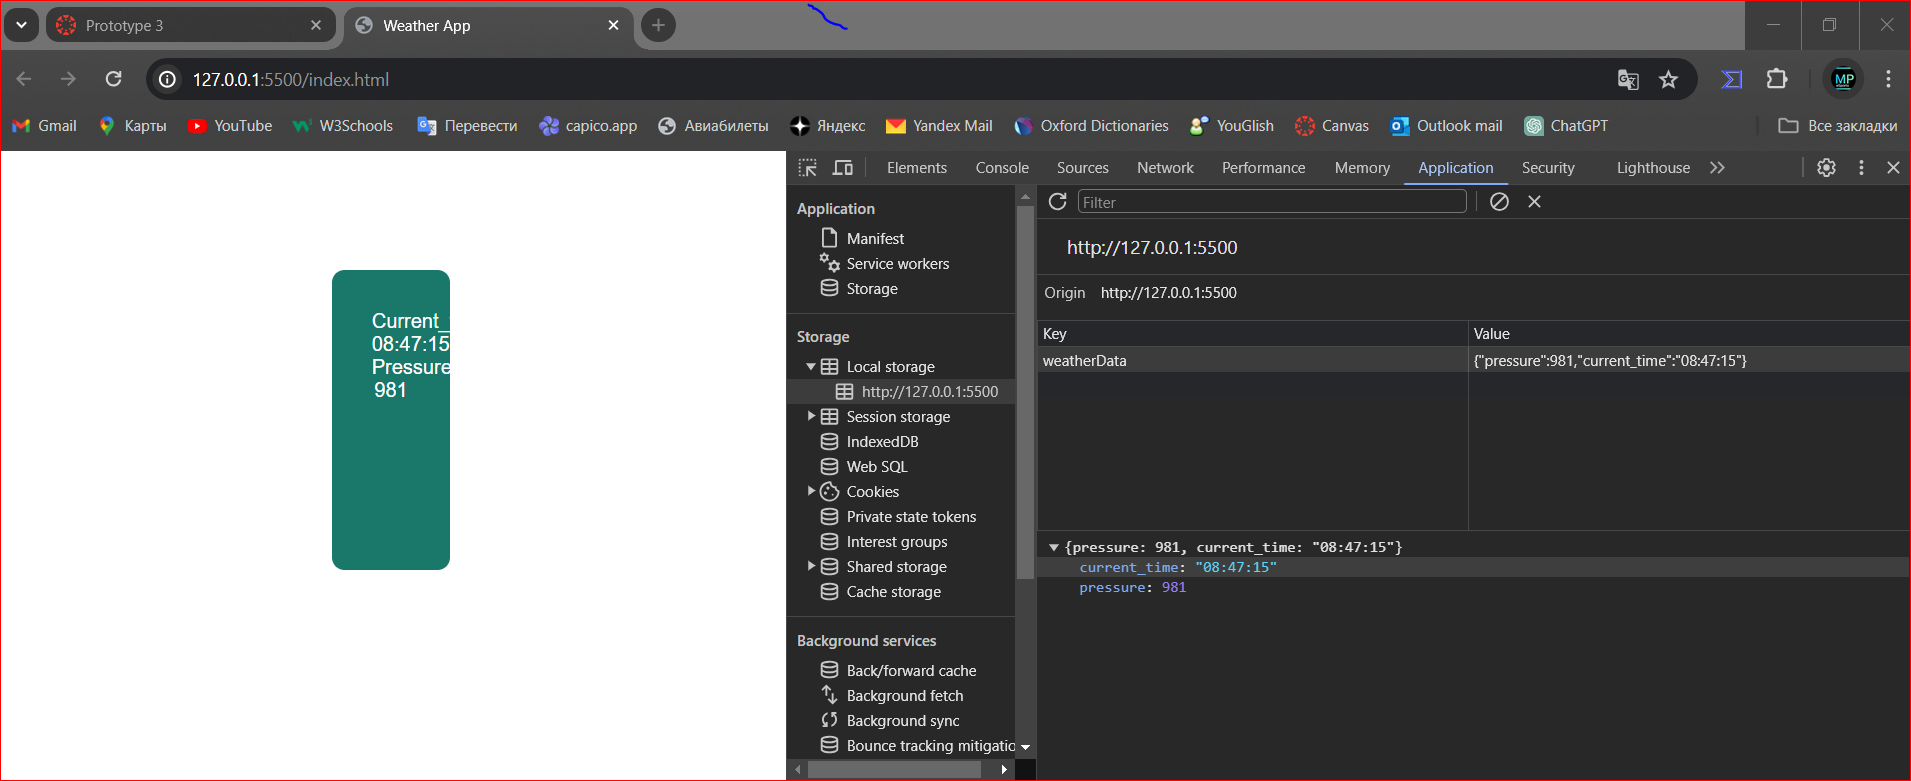 Prototype 3
Weather App
127.0.0.1:5500/index.html
MP
Gmail Карты YouTube W3Schools Перевести capico.app Авиабилеты Яндекс Yandex Mail Oxford Dictionaries YouGlish Canvas Outlook mail ChatGPT Все закладки
Current_
08:47:15
Pressure
981
Elements Console Sources Network Performance Memory Application Security Lighthouse
Application
Manifest
Service workers
Storage
Storage
Local storage
http://127.0.0.1:5500
Session storage
IndexedDB
Web SQL
Cookies
Private state tokens
Interest groups
Shared storage
Cache storage
Background services
Back/forward cache
Background fetch
Background sync
Bounce tracking mitigatio
Filter
http://127.0.0.1:5500
Origin http://127.0.0.1:5500
Key Value
weatherData {"pressure":981,"current_time":"08:47:15"}
{pressure: 981, current_time: "08:47:15"}
current_time: "08:47:15"
pressure: 981